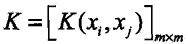 K = [K(x_i, x_j)]_{m×m}